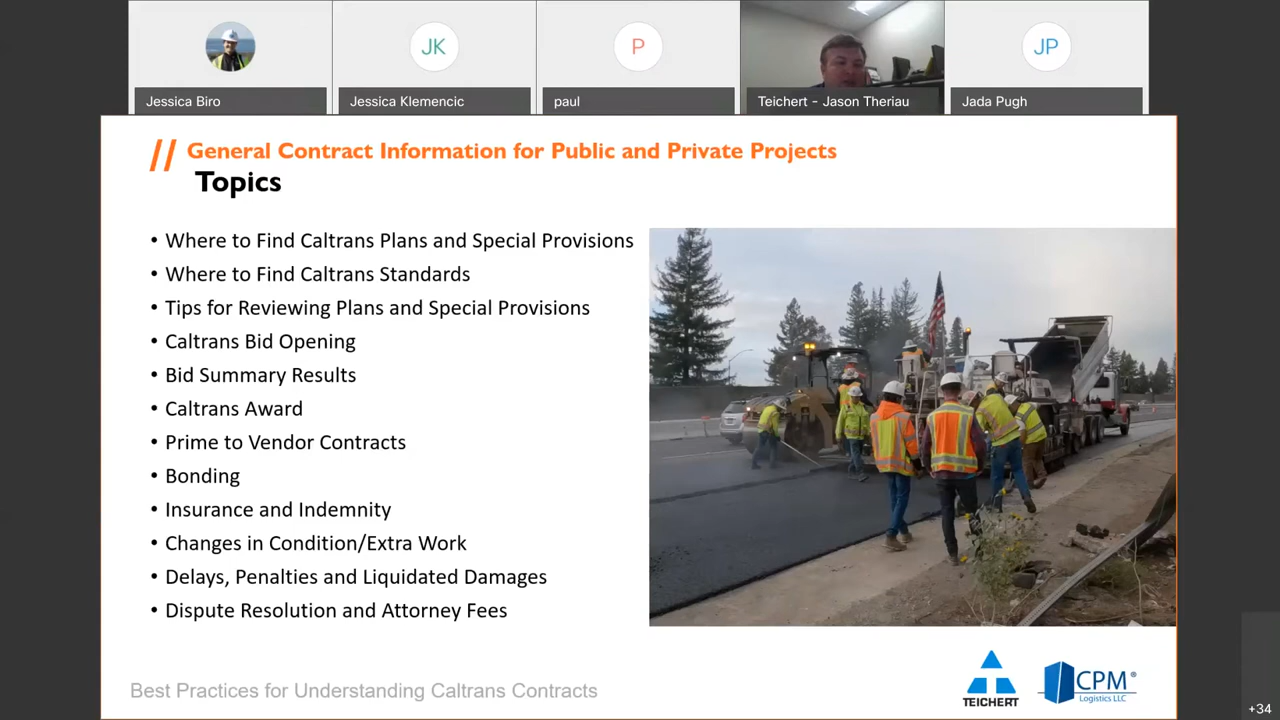 JK
P
JP
Jessica Biro
Jessica Klemencic
paul
Teichert - Jason Theriau
Jada Pugh
// General Contract Information for Public and Private Projects
Topics
• Where to Find Caltrans Plans and Special Provisions
• Where to Find Caltrans Standards
• Tips for Reviewing Plans and Special Provisions
• Caltrans Bid Opening
• Bid Summary Results
• Caltrans Award
• Prime to Vendor Contracts
• Bonding
• Insurance and Indemnity
• Changes in Condition/Extra Work
• Delays, Penalties and Liquidated Damages
• Dispute Resolution and Attorney Fees
Best Practices for Understanding Caltrans Contracts
TEICHERT
CPM®
Logistics LLC
+34